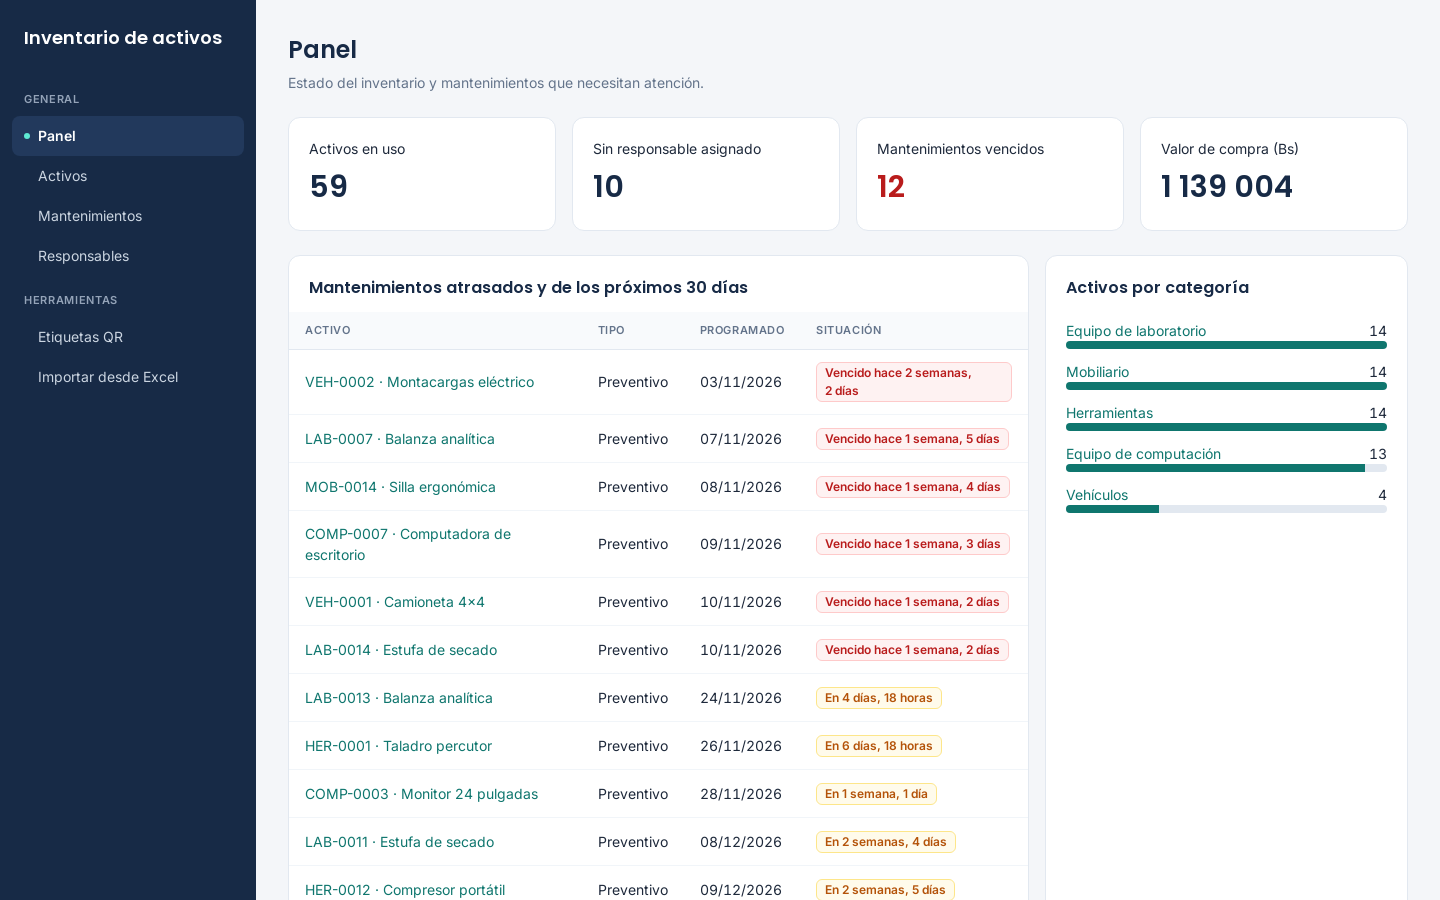 Inventario de activos
GENERAL
Panel
Activos
Mantenimientos
Responsables
HERRAMIENTAS
Etiquetas QR
Importar desde Excel
Panel
Estado del inventario y mantenimientos que necesitan atención.
Activos en uso
59
Sin responsable asignado
10
Mantenimientos vencidos
12
Valor de compra (Bs)
1 139 004
Mantenimientos atrasados y de los próximos 30 días
ACTIVO TIPO PROGRAMADO SITUACIÓN
VEH-0002 · Montacargas eléctrico Preventivo 03/11/2026 Vencido hace 2 semanas,
2 días
LAB-0007 · Balanza analítica Preventivo 07/11/2026 Vencido hace 1 semana, 5 días
MOB-0014 · Silla ergonómica Preventivo 08/11/2026 Vencido hace 1 semana, 4 días
COMP-0007 · Computadora de
escritorio Preventivo 09/11/2026 Vencido hace 1 semana, 3 días
VEH-0001 · Camioneta 4×4 Preventivo 10/11/2026 Vencido hace 1 semana, 2 días
LAB-0014 · Estufa de secado Preventivo 10/11/2026 Vencido hace 1 semana, 2 días
LAB-0013 · Balanza analítica Preventivo 24/11/2026 En 4 días, 18 horas
HER-0001 · Taladro percutor Preventivo 26/11/2026 En 6 días, 18 horas
COMP-0003 · Monitor 24 pulgadas Preventivo 28/11/2026 En 1 semana, 1 día
LAB-0011 · Estufa de secado Preventivo 08/12/2026 En 2 semanas, 4 días
HER-0012 · Compresor portátil Preventivo 09/12/2026 En 2 semanas, 5 días
Activos por categoría
Equipo de laboratorio 14
Mobiliario 14
Herramientas 14
Equipo de computación 13
Vehículos 4